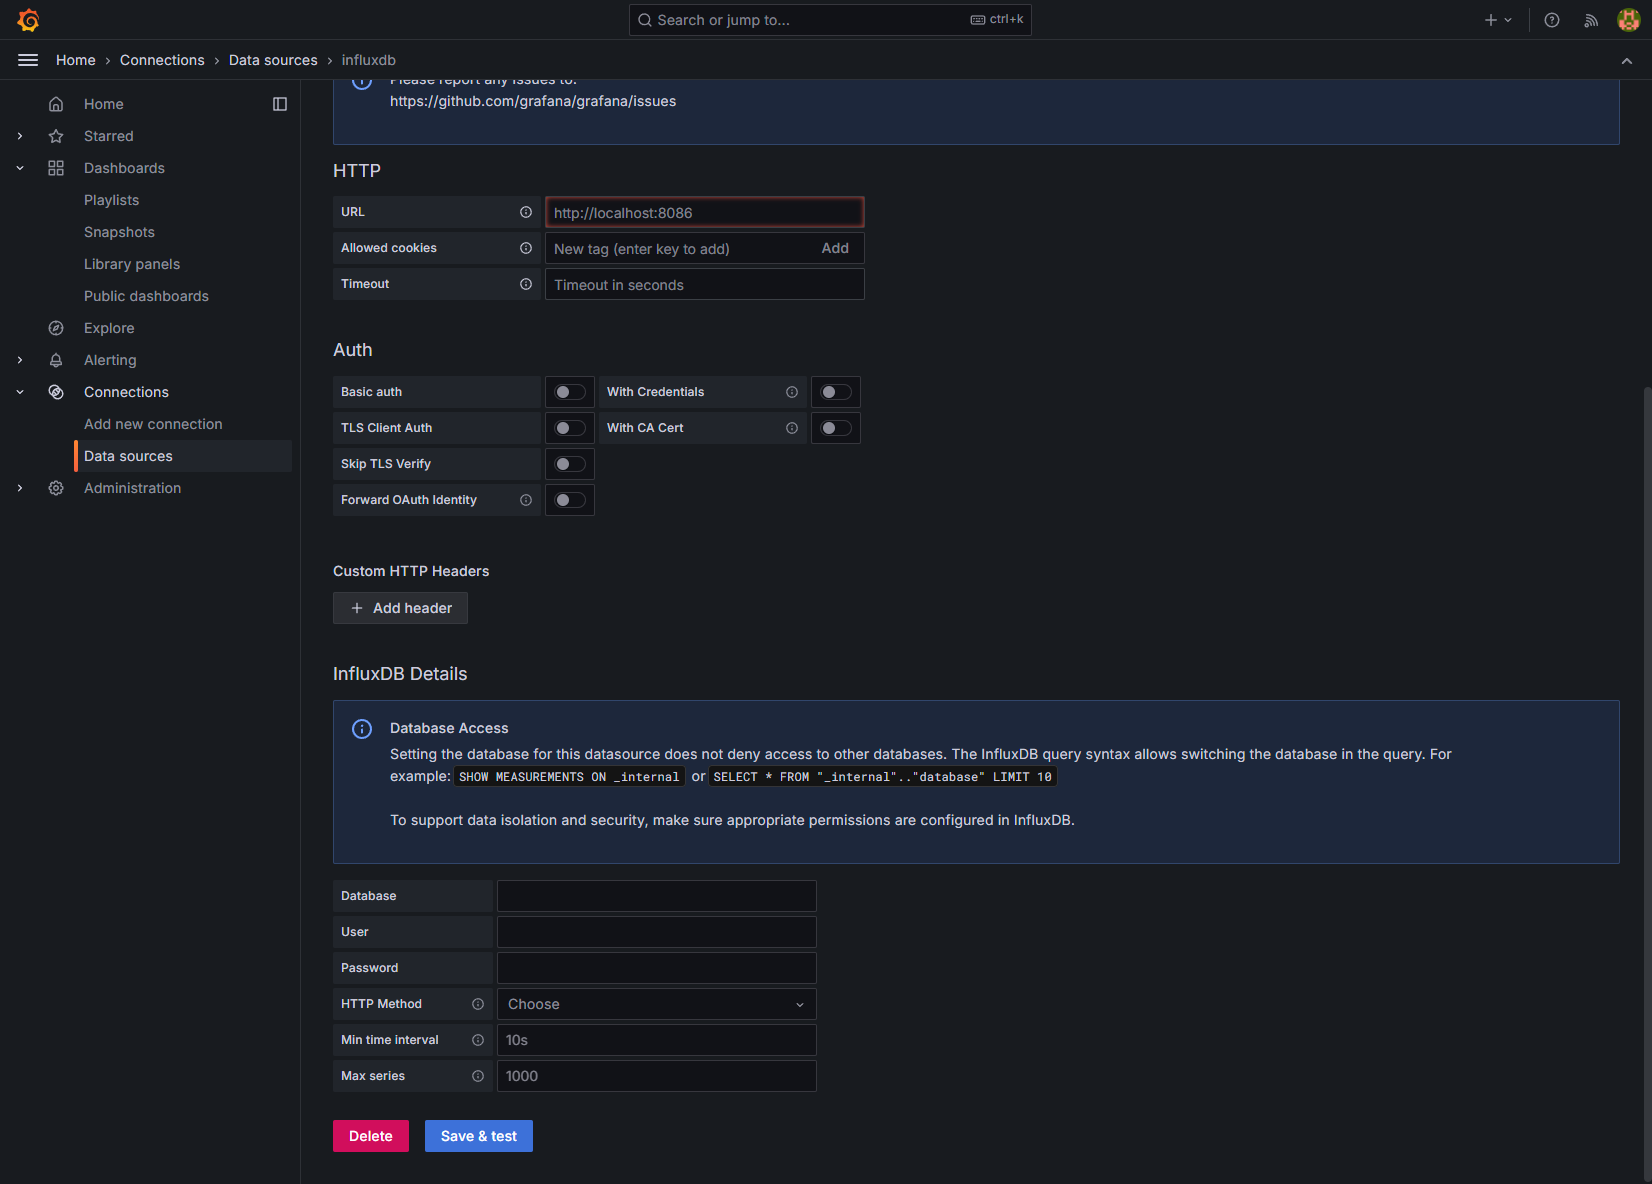 Search or jump to...
ctrl+k
Home
Connections
Data sources
influxdb
Home
Starred
Dashboards
Playlists
Snapshots
Library panels
Public dashboards
Explore
Alerting
Connections
Add new connection
Data sources
Administration
Please report any issues to:
https://github.com/grafana/grafana/issues
HTTP
URL
http://localhost:8086
Allowed cookies
New tag (enter key to add)
Add
Timeout
Timeout in seconds
Auth
Basic auth
With Credentials
TLS Client Auth
With CA Cert
Skip TLS Verify
Forward OAuth Identity
Custom HTTP Headers
Add header
InfluxDB Details
Database Access
Setting the database for this datasource does not deny access to other databases. The InfluxDB query syntax allows switching the database in the query. For
example: SHOW MEASUREMENTS ON _internal or SELECT * FROM "_internal".."database" LIMIT 10
To support data isolation and security, make sure appropriate permissions are configured in InfluxDB.
Database
User
Password
HTTP Method
Choose
Min time interval
10s
Max series
1000
Delete
Save & test